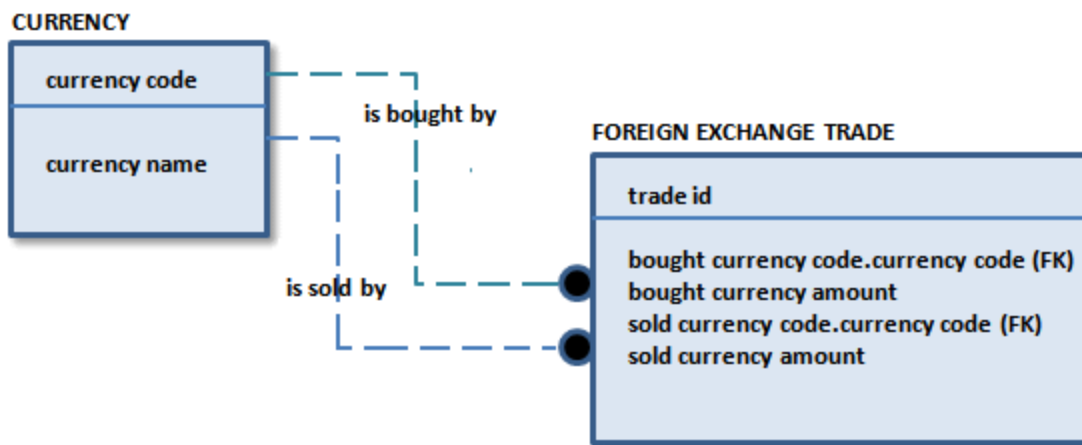 CURRENCY
currency code
currency name
is bought by
is sold by
FOREIGN EXCHANGE TRADE
trade id
bought currency code.currency code (FK)
bought currency amount
sold currency code.currency code (FK)
sold currency amount